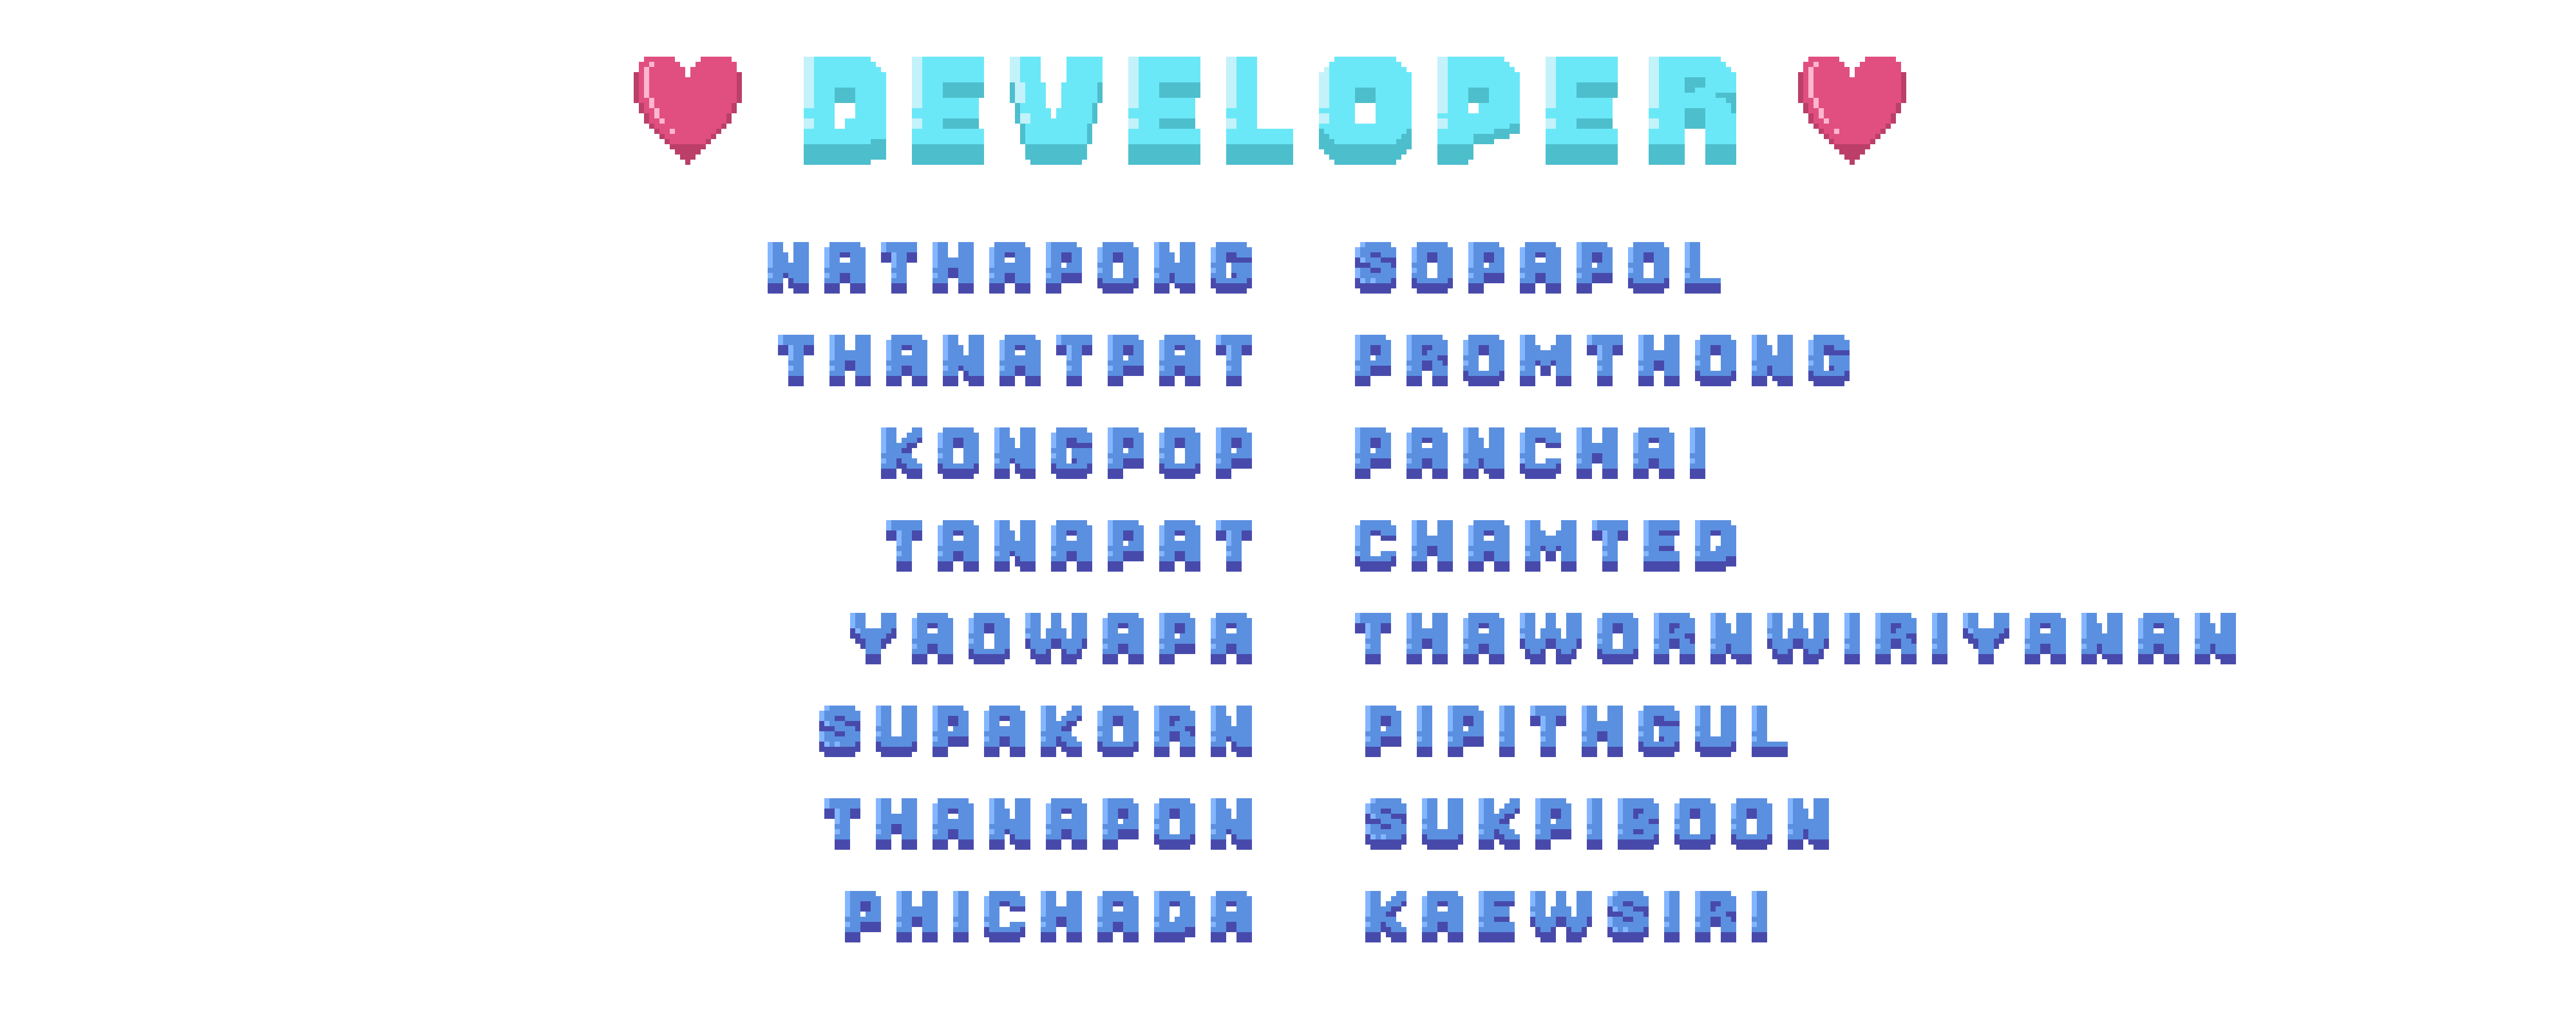 DEVELOPER
NATHAPONG SOPAPOL
THANATPAT PROMTHONG
KONGPOP PANCHAI
TANAPAT CHAMTED
YAOWAPA THAWORNWIRIYANAN
SUPAKORN PIPITHGUL
THANAPON SUKPIBOON
PHICHADA KAEWSIRI